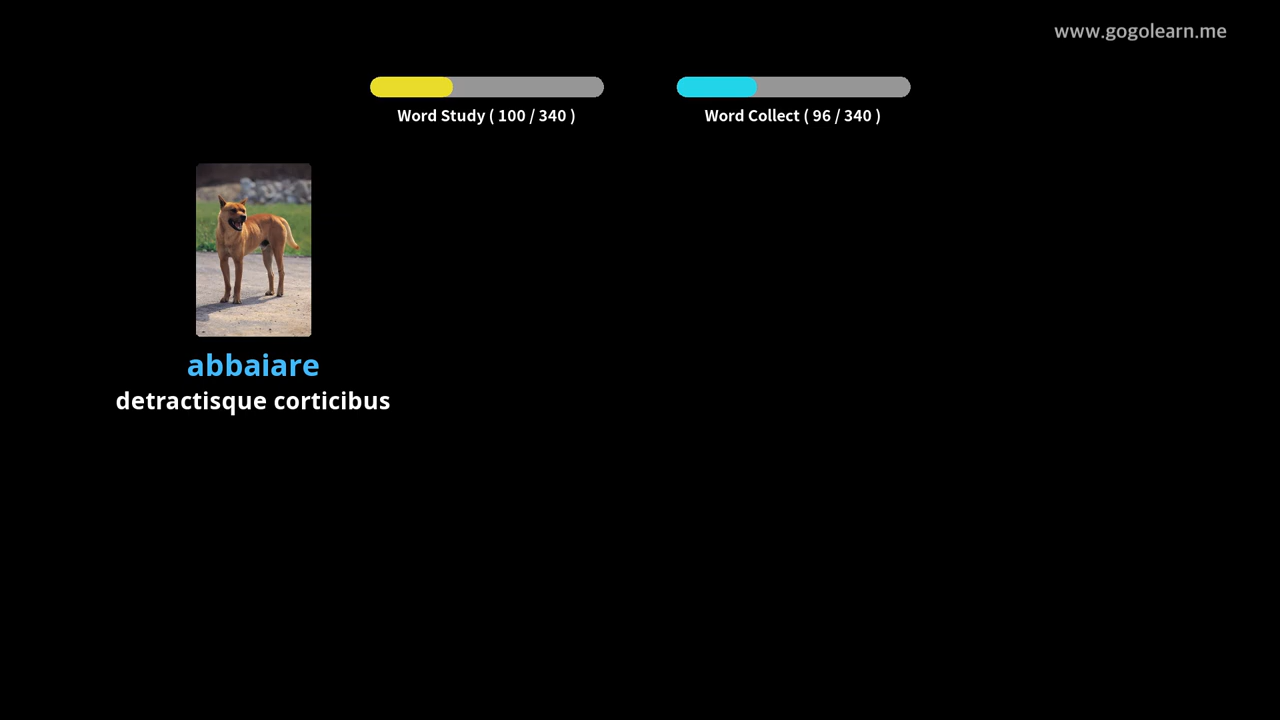 www.gogolearn.me
Word Study ( 100 / 340 )
Word Collect ( 96 / 340 )
abbaiare
detractisque corticibus